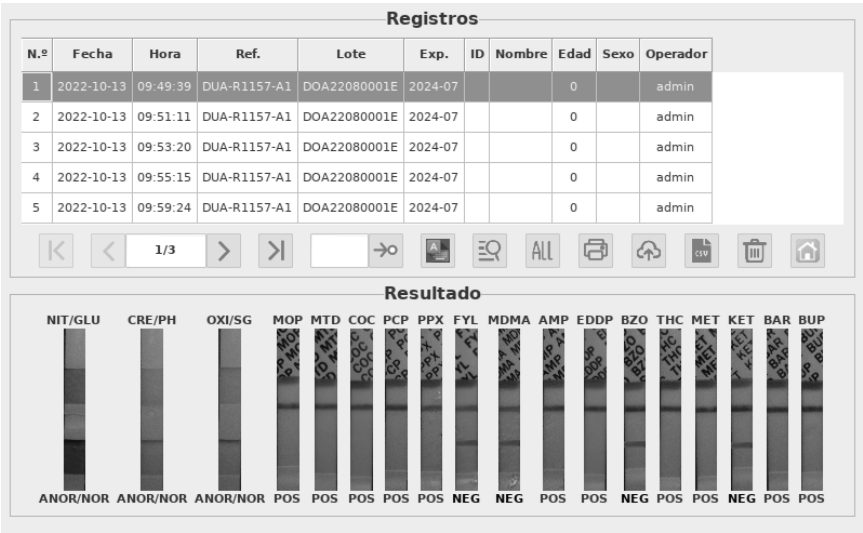 Registros
N.º Fecha Hora Ref. Lote Exp. ID Nombre Edad Sexo Operador
1 2022-10-13 09:49:39 DUA-R1157-A1 DOA22080001E 2024-07 0 admin
2 2022-10-13 09:51:11 DUA-R1157-A1 DOA22080001E 2024-07 0 admin
3 2022-10-13 09:53:20 DUA-R1157-A1 DOA22080001E 2024-07 0 admin
4 2022-10-13 09:55:15 DUA-R1157-A1 DOA22080001E 2024-07 0 admin
5 2022-10-13 09:59:24 DUA-R1157-A1 DOA22080001E 2024-07 0 admin
1/3 A ALL CSV
Resultado
NIT/GLU CRE/PH OXI/SG MOP MTD COC PCP PPX FYL MDMA AMP EDDP BZO THC MET KET BAR BUP
ANOR/NOR ANOR/NOR ANOR/NOR POS POS POS POS POS NEG NEG POS POS NEG POS POS NEG POS POS